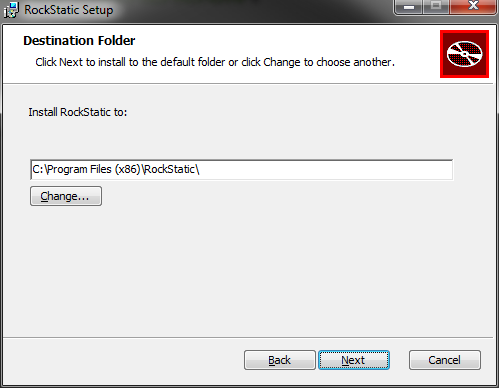 RockStatic Setup
Destination Folder
Click Next to install to the default folder or click Change to choose another.
Install RockStatic to:
C:\Program Files (x86)\RockStatic\
Change...
Back Next Cancel